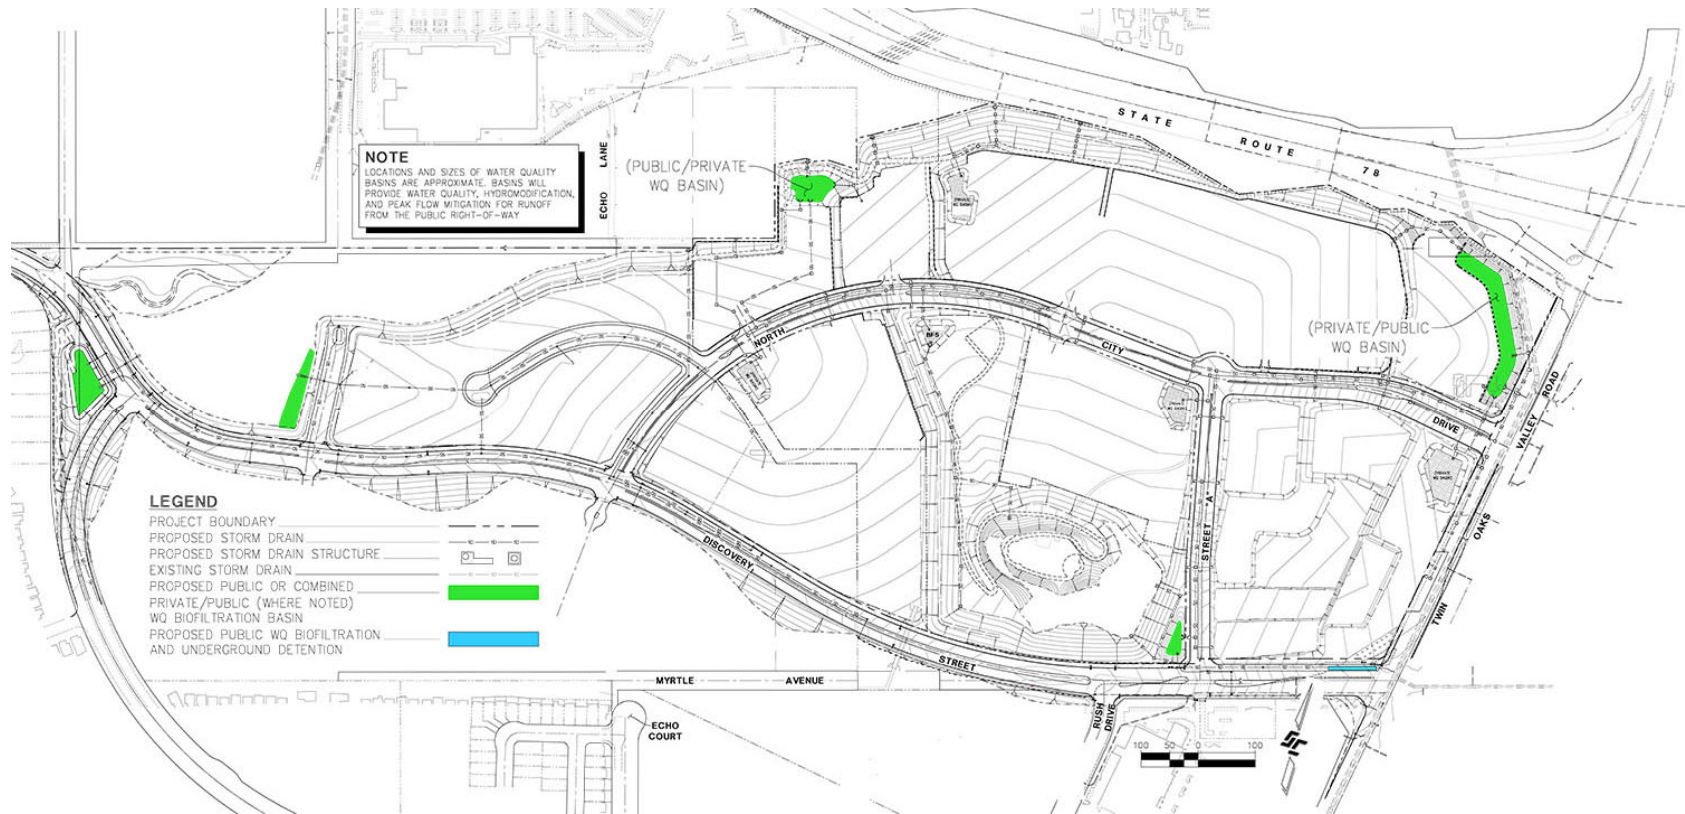 STATE
ROUTE
78
NOTE
LOCATIONS AND SIZES OF WATER QUALITY
BASINS ARE APPROXIMATE. BASINS WILL
PROVIDE WATER QUALITY, HYDROMODIFICATION,
AND PEAK FLOW MITIGATION FOR RUNOFF
FROM THE PUBLIC RIGHT-OF-WAY
ECHO LANE
(PUBLIC/PRIVATE
WQ BASIN)
(PRIVATE/PUBLIC
WQ BASIN)
NORTH
CITY
DRIVE
VALLEY ROAD
TWIN OAKS
STREET "A"
DISCOVERY
STREET
LEGEND
PROJECT BOUNDARY
PROPOSED STORM DRAIN
PROPOSED STORM DRAIN STRUCTURE
EXISTING STORM DRAIN
PROPOSED PUBLIC OR COMBINED
PRIVATE/PUBLIC (WHERE NOTED)
WQ BIOFILTRATION BASIN
PROPOSED PUBLIC WQ BIOFILTRATION
AND UNDERGROUND DETENTION
MYRTLE AVENUE
ECHO
COURT
RUSH
DRIVE
100 50 0 100